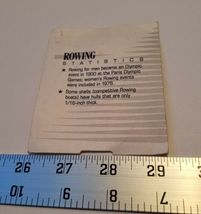 ROWING
STATISTICS
★ Rowing for men became an Olympic
event in 1900 at the Paris Olympic
Games; women's Rowing events
were included in 1976.
★ Some shells (competitive Rowing
boats) have hulls that are only
1/16-inch thick.
26 27 28 29
10 9 8 7